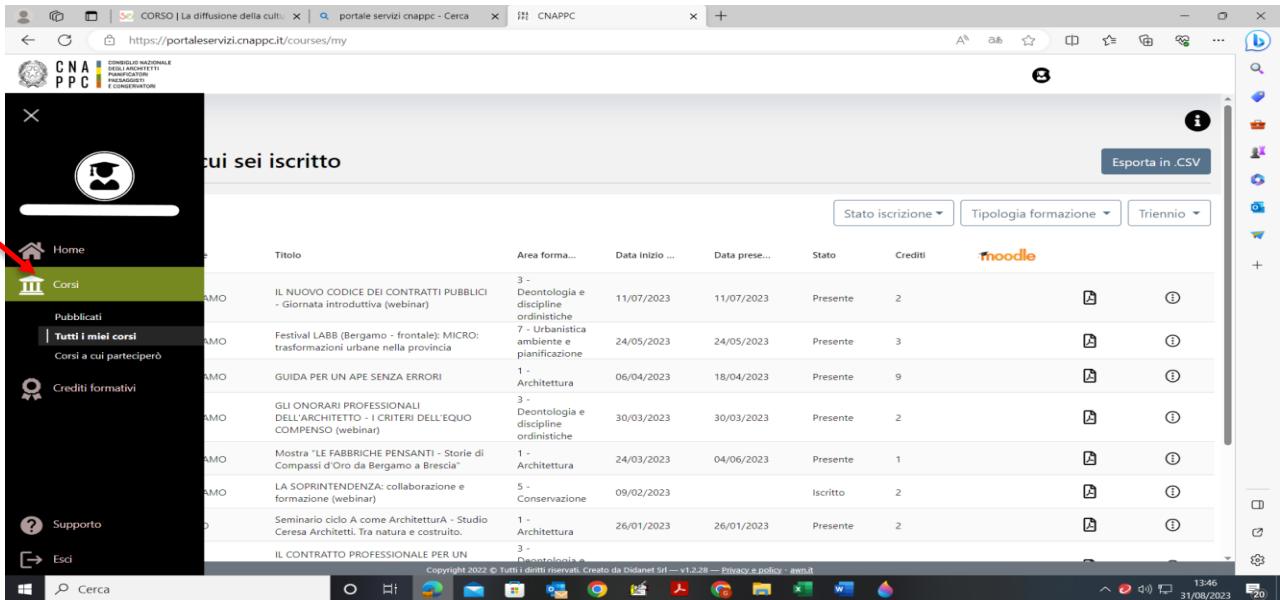 CORSO | La diffusione della cultu
portale servizi cnappc - Cerca
CNAPPC
https://portaleservizi.cnappc.it/courses/my
CNA
PPC
CONSIGLIO NAZIONALE
DEGLI ARCHITETTI
PIANIFICATORI
PAESAGGISTI
E CONSERVATORI
cui sei iscritto
Esporta in .CSV
Stato iscrizione
Tipologia formazione
Triennio
Home
Corsi
Pubblicati
Tutti i miei corsi
Corsi a cui parteciperò
Crediti formativi
Supporto
Esci
e Titolo Area forma... Data inizio ... Data prese... Stato Crediti moodle
AMO IL NUOVO CODICE DEI CONTRATTI PUBBLICI
- Giornata introduttiva (webinar)
3 -
Deontologia e
discipline
ordinistiche
11/07/2023 11/07/2023 Presente 2
AMO Festival LABB (Bergamo - frontale): MICRO:
trasformazioni urbane nella provincia
7 - Urbanistica
ambiente e
pianificazione
24/05/2023 24/05/2023 Presente 3
AMO GUIDA PER UN APE SENZA ERRORI
1 -
Architettura
06/04/2023 18/04/2023 Presente 9
AMO GLI ONORARI PROFESSIONALI
DELL'ARCHITETTO - I CRITERI DELL'EQUO
COMPENSO (webinar)
3 -
Deontologia e
discipline
ordinistiche
30/03/2023 30/03/2023 Presente 2
AMO Mostra "LE FABBRICHE PENSANTI - Storie di
Compassi d'Oro da Bergamo a Brescia"
1 -
Architettura
24/03/2023 04/06/2023 Presente 1
AMO LA SOPRINTENDENZA: collaborazione e
formazione (webinar)
5 -
Conservazione
09/02/2023 Iscritto 2
O Seminario ciclo A come ArchitetturA - Studio
Ceresa Architetti. Tra natura e costruito.
1 -
Architettura
26/01/2023 26/01/2023 Presente 2
IL CONTRATTO PROFESSIONALE PER UN
3 -
Deontologia e
Copyright 2022 © Tutti i diritti riservati. Creato da Didanet Srl — v1.2.28 — Privacy e policy - awn.it
Cerca
13:46
31/08/2023
20